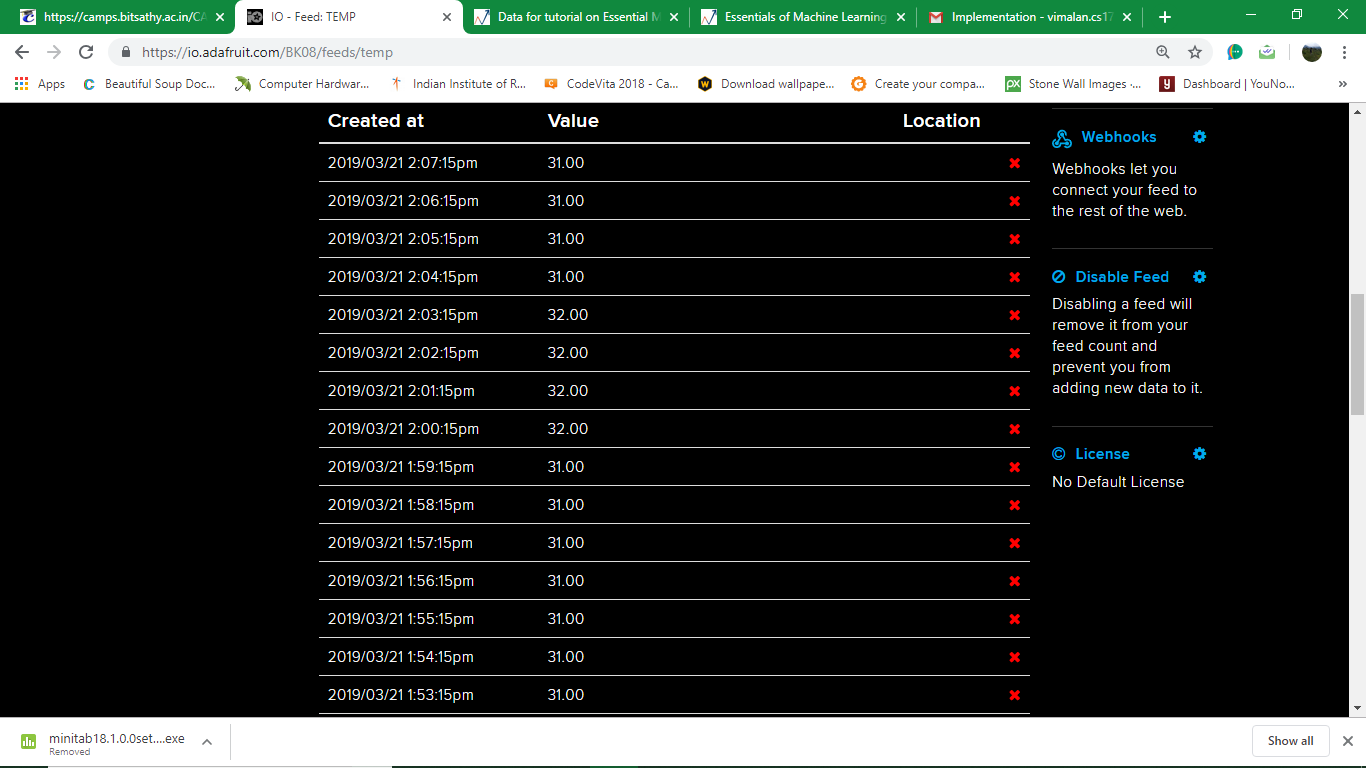 https://camps.bitsathy.ac.in/CA
IO - Feed: TEMP
Data for tutorial on Essential M
Essentials of Machine Learning
Implementation - vimalan.cs17
https://io.adafruit.com/BK08/feeds/temp
Apps
Beautiful Soup Doc...
Computer Hardwar...
Indian Institute of R...
CodeVita 2018 - Ca...
Download wallpape...
Create your compa...
Stone Wall Images -...
Dashboard | YouNo...
»
Created at Value Location
2019/03/21 2:07:15pm 31.00
2019/03/21 2:06:15pm 31.00
2019/03/21 2:05:15pm 31.00
2019/03/21 2:04:15pm 31.00
2019/03/21 2:03:15pm 32.00
2019/03/21 2:02:15pm 32.00
2019/03/21 2:01:15pm 32.00
2019/03/21 2:00:15pm 32.00
2019/03/21 1:59:15pm 31.00
2019/03/21 1:58:15pm 31.00
2019/03/21 1:57:15pm 31.00
2019/03/21 1:56:15pm 31.00
2019/03/21 1:55:15pm 31.00
2019/03/21 1:54:15pm 31.00
2019/03/21 1:53:15pm 31.00
Webhooks
Webhooks let you
connect your feed to
the rest of the web.
Disable Feed
Disabling a feed will
remove it from your
feed count and
prevent you from
adding new data to it.
© License
No Default License
minitab18.1.0.0set....exe
Removed
Show all